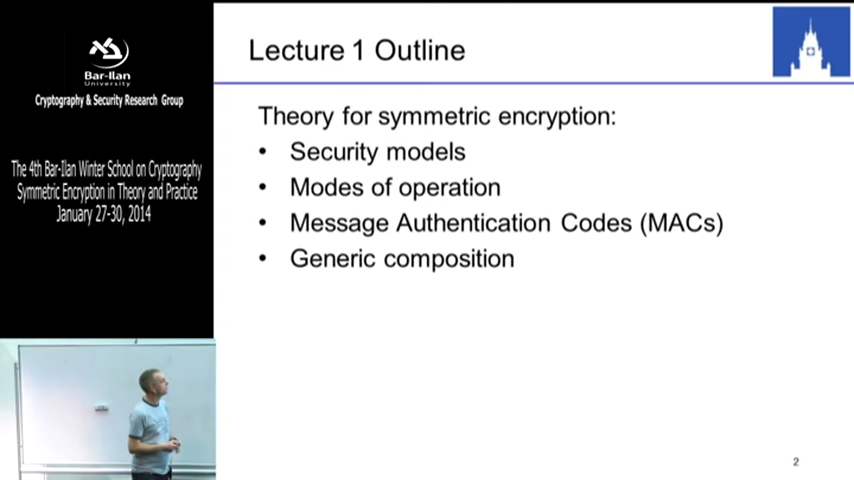 Bar-Ilan
University
Cryptography & Security Research Group
The 4th Bar-Ilan Winter School on Cryptography
Symmetric Encryption in Theory and Practice
January 27-30, 2014
Lecture 1 Outline
Theory for symmetric encryption:
• Security models
• Modes of operation
• Message Authentication Codes (MACs)
• Generic composition
2